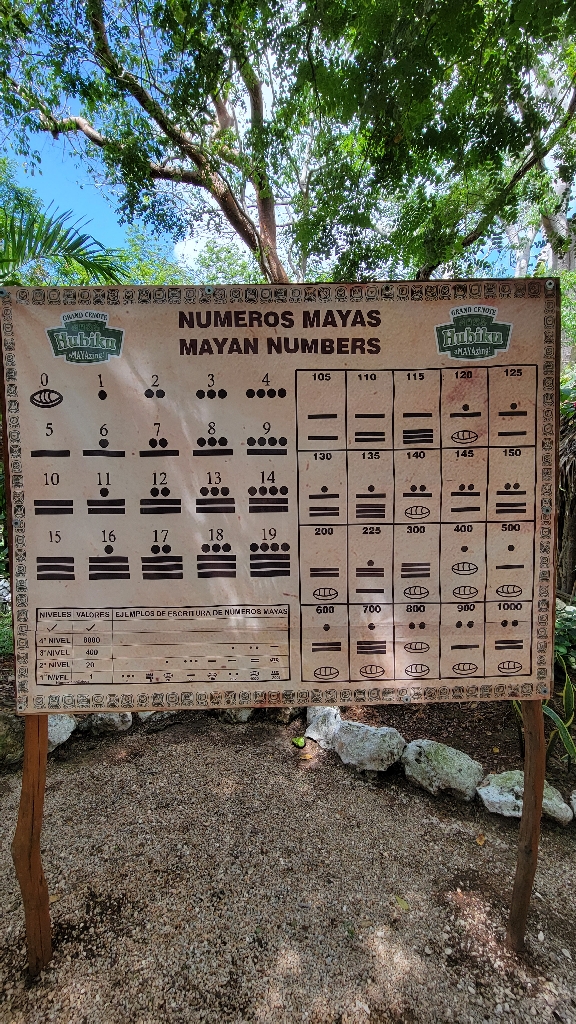 GRAND CENOTE
Hubiku
¡MAYAzing!
NUMEROS MAYAS
MAYAN NUMBERS
GRAND CENOTE
Hubiku
¡MAYAzing!
0 1 2 3 4
5 6 7 8 9
10 11 12 13 14
15 16 17 18 19
105 110 115 120 125
130 135 140 145 150
200 225 300 400 500
600 700 800 900 1000
NIVELES VALORES EJEMPLOS DE ESCRITURA DE NÚMEROS MAYAS
4° NIVEL 8000
3° NIVEL 400
2° NIVEL 20
1° NIVEL 1